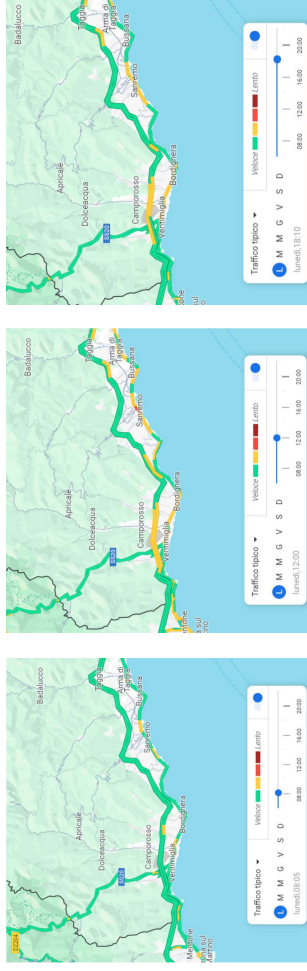 Badalucco
Taggia
Arma di
Taggia
Bussana
Sanremo
Apricale
Dolceacqua
SS20
Camporosso
Ventimiglia
Bordighera
Traffico tipico
Veloce
Lento
L M M G V S D
08:00 12:00 16:00 20:00
lunedì, 18:10
Badalucco
Taggia
Arma di
Taggia
Bussana
Sanremo
Apricale
Dolceacqua
SS20
Camporosso
Ventimiglia
Bordighera
Traffico tipico
Veloce
Lento
L M M G V S D
08:00 12:00 16:00 20:00
lunedì, 12:00
D2204
Badalucco
Taggia
Arma di
Taggia
Bussana
Sanremo
Apricale
Dolceacqua
SS20
Camporosso
Ventimiglia
Bordighera
Mentone
Traffico tipico
Veloce
Lento
L M M G V S D
08:00 12:00 16:00 20:00
lunedì, 08:05